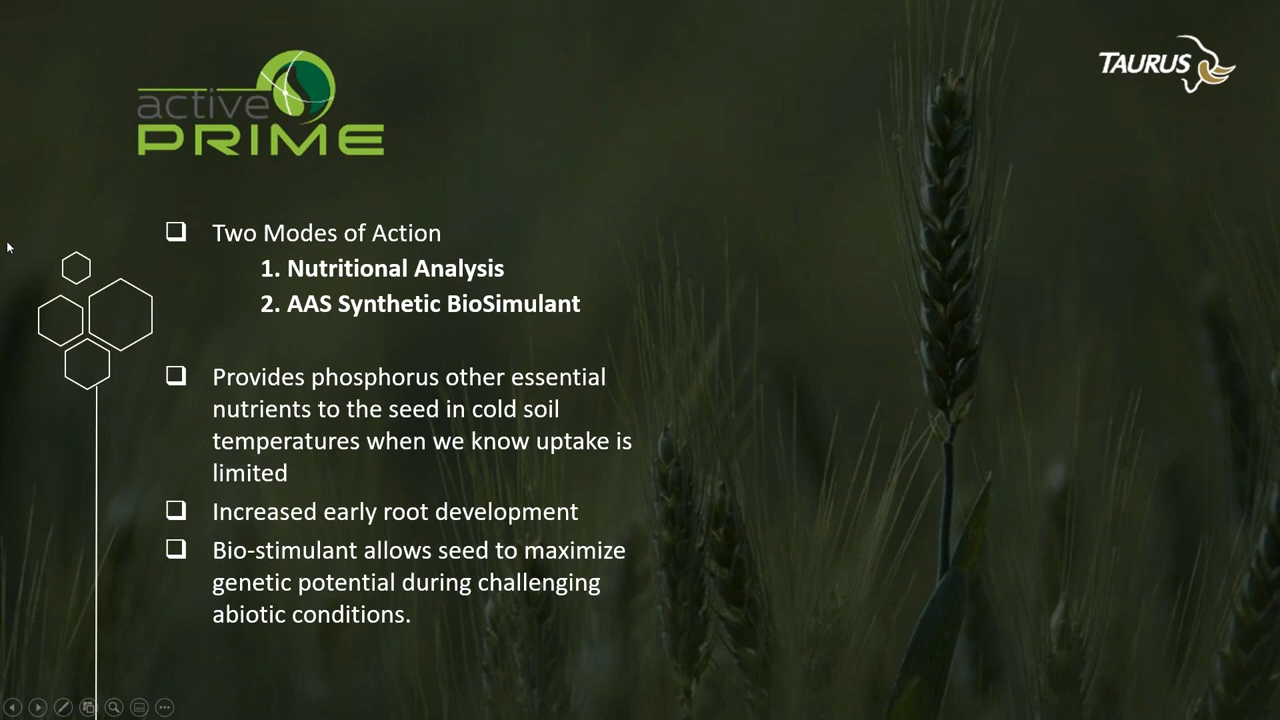 active
PRIME
TAURUS
Two Modes of Action
1. Nutritional Analysis
2. AAS Synthetic BioSimulant
Provides phosphorus other essential
nutrients to the seed in cold soil
temperatures when we know uptake is
limited
Increased early root development
Bio-stimulant allows seed to maximize
genetic potential during challenging
abiotic conditions.